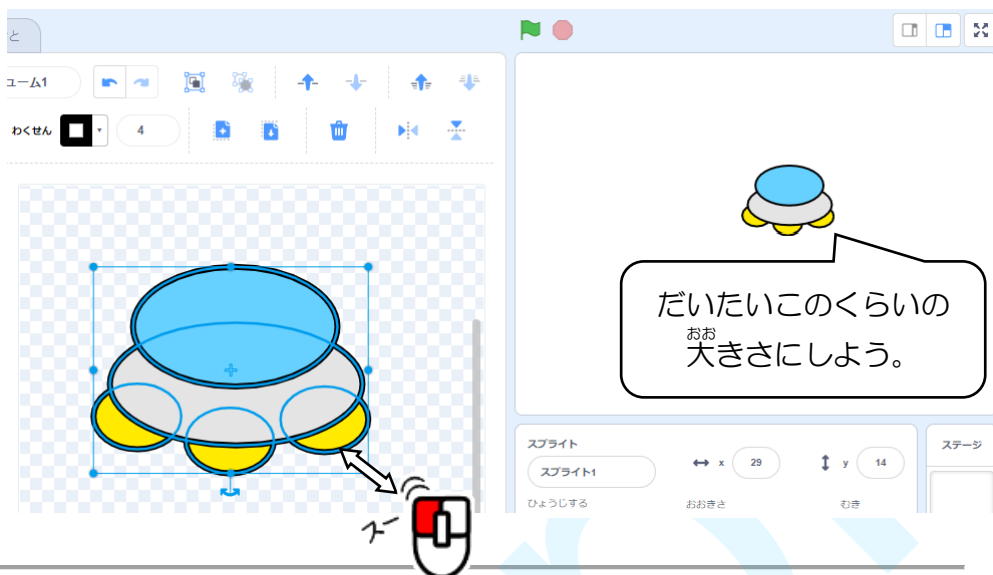 と
ューム1
わくせん
4
だいたいこのくらいの
大きさにしよう。
おお
スー
スプライト
スプライト1
x 29
y 14
ステージ
ひょうじする
おおきさ
むき